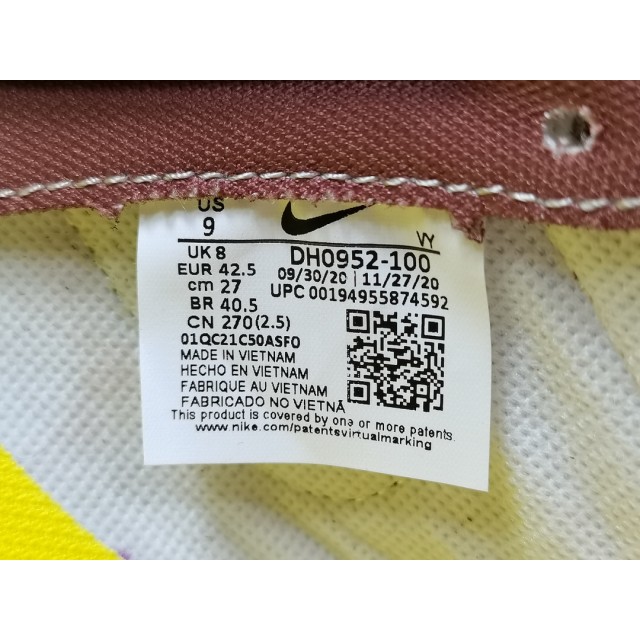 US
9
VY
UK 8
EUR 42.5
cm 27
BR 40.5
CN 270 (2.5)
DH0952-100
09/30/20 | 11/27/20
UPC 00194955874592
01QC21C50ASF0
MADE IN VIETNAM
HECHO EN VIETNAM
FABRIQUE AU VIETNAM
FABRICADO NO VIETNÃ
This product is covered by one or more patents
www.nike.com/patentsvirtualmarking